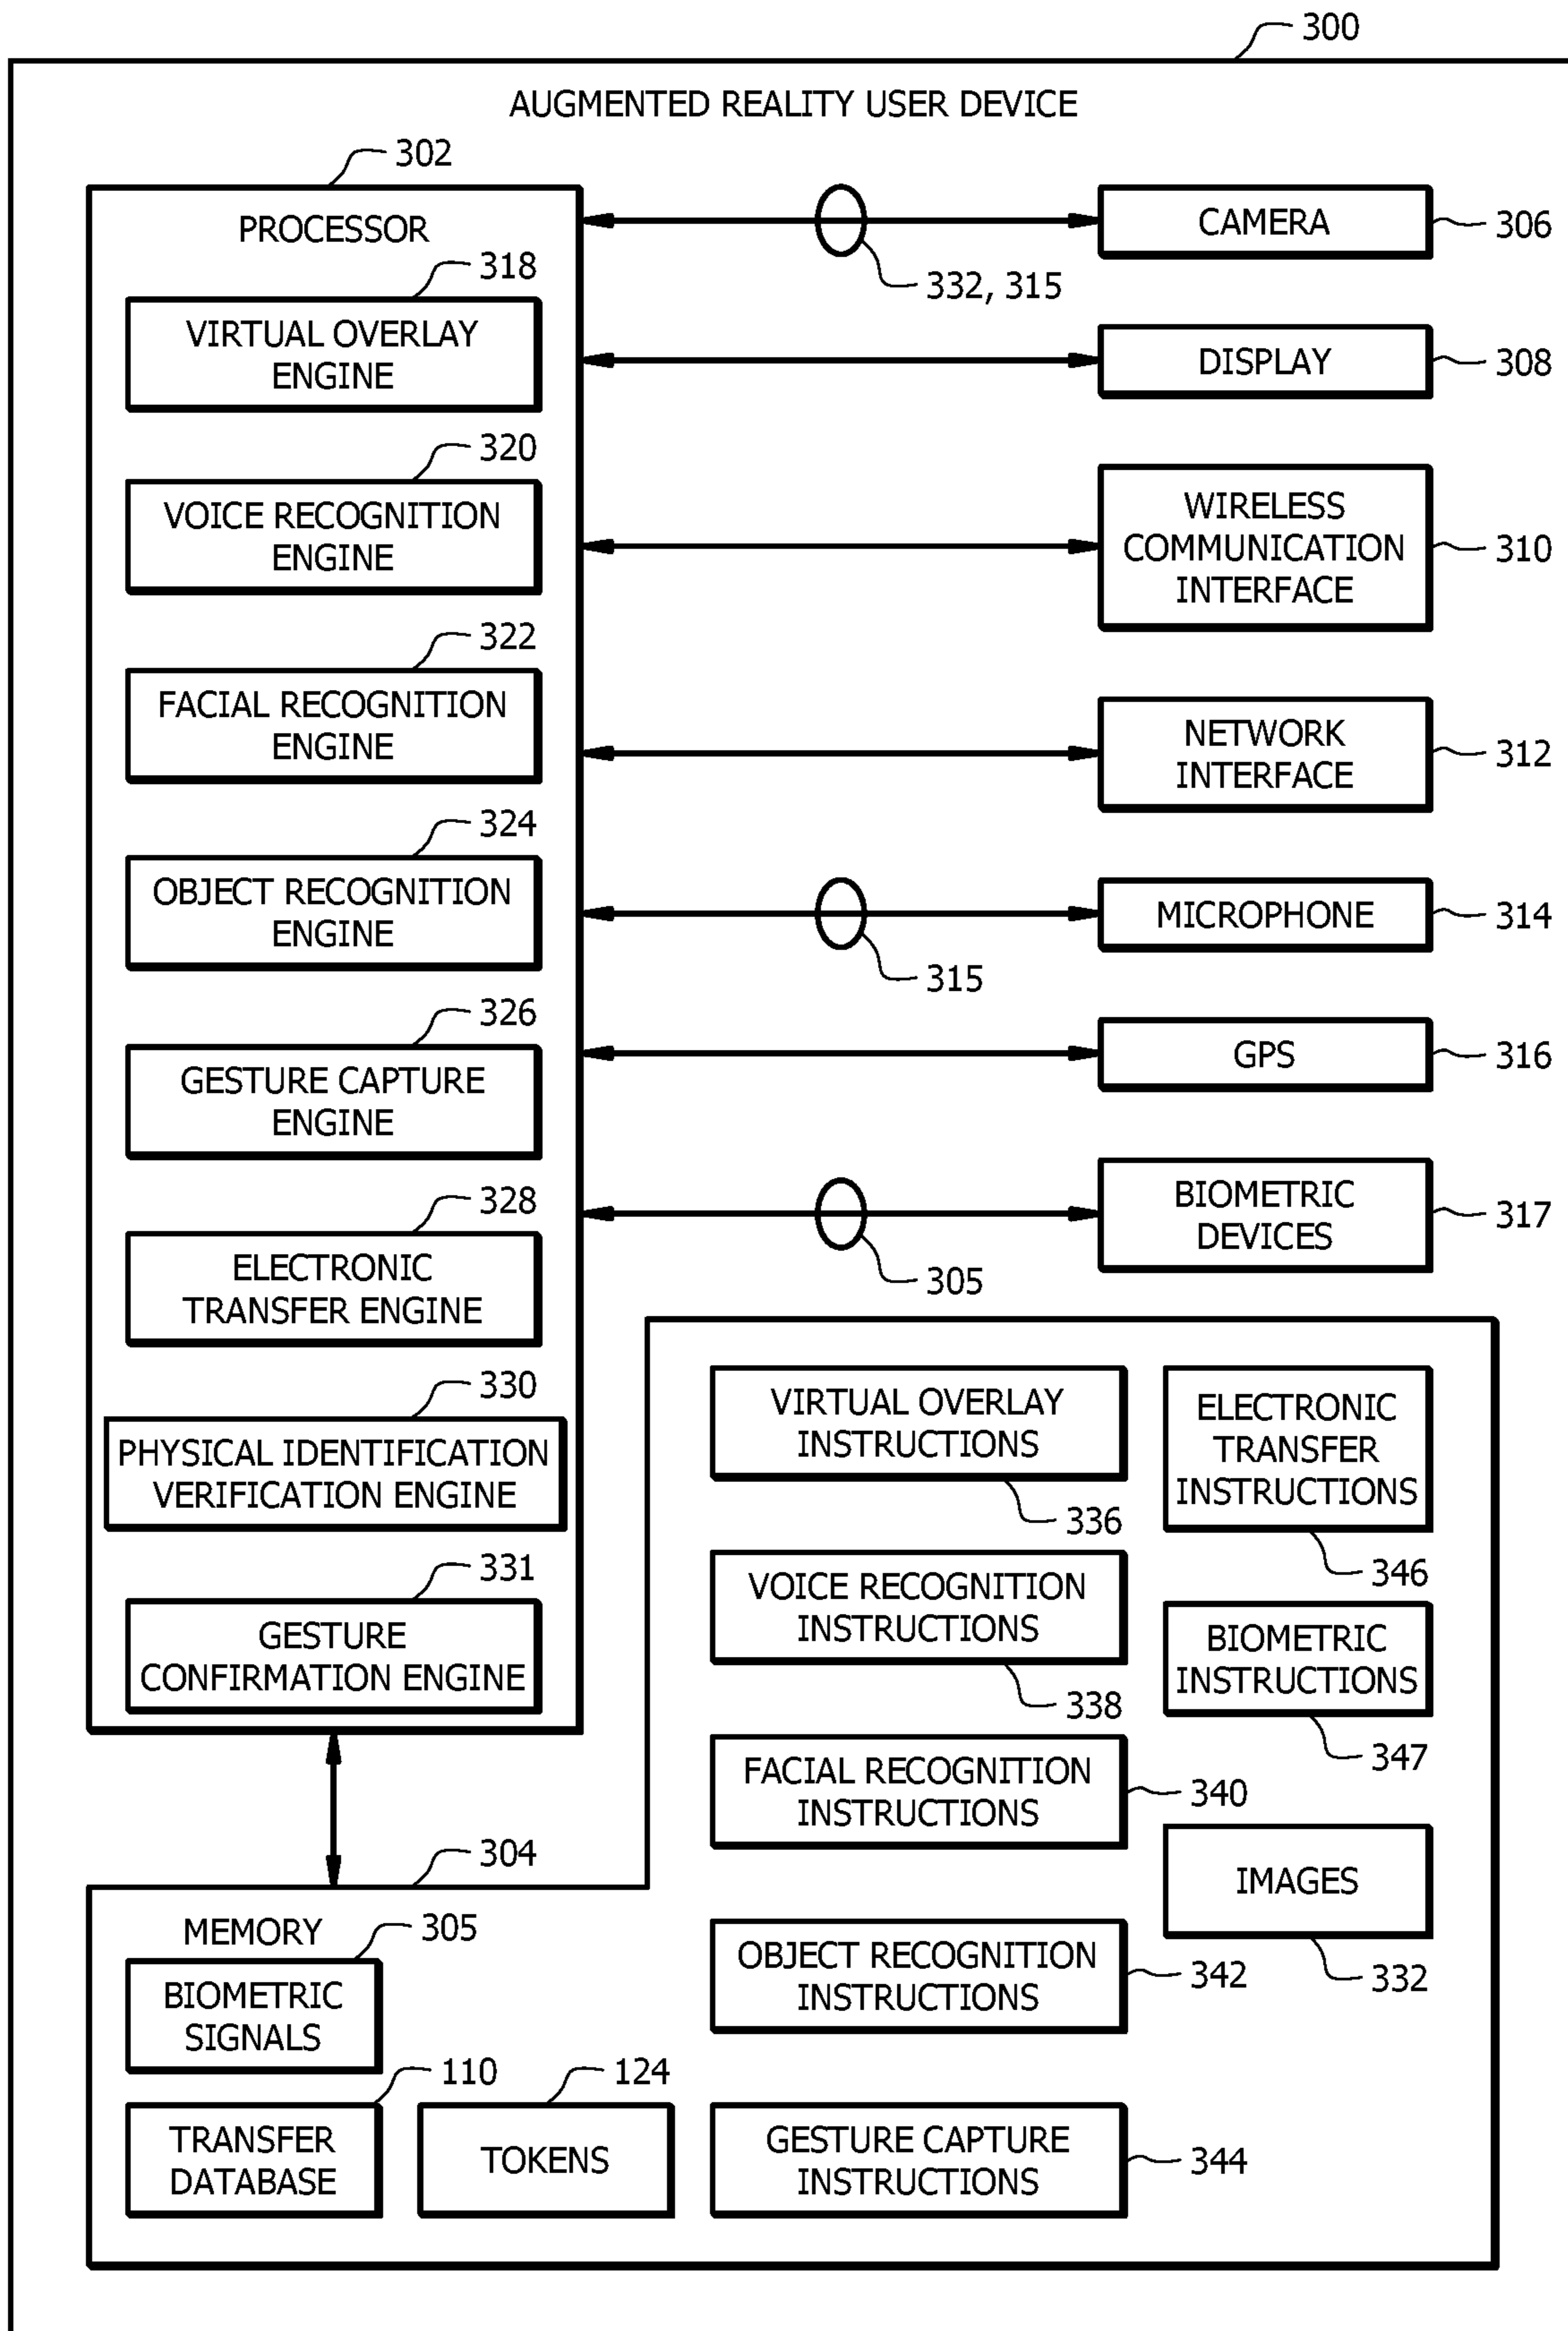 300
AUGMENTED REALITY USER DEVICE
302
PROCESSOR
318
VIRTUAL OVERLAY
ENGINE
320
VOICE RECOGNITION
ENGINE
322
FACIAL RECOGNITION
ENGINE
324
OBJECT RECOGNITION
ENGINE
326
GESTURE CAPTURE
ENGINE
328
ELECTRONIC
TRANSFER ENGINE
330
PHYSICAL IDENTIFICATION
VERIFICATION ENGINE
331
GESTURE
CONFIRMATION ENGINE
332, 315
CAMERA
306
DISPLAY
308
WIRELESS
COMMUNICATION
INTERFACE
310
NETWORK
INTERFACE
312
MICROPHONE
314
315
GPS
316
BIOMETRIC
DEVICES
317
305
304
MEMORY
305
BIOMETRIC
SIGNALS
110
TRANSFER
DATABASE
124
TOKENS
VIRTUAL OVERLAY
INSTRUCTIONS
336
VOICE RECOGNITION
INSTRUCTIONS
338
FACIAL RECOGNITION
INSTRUCTIONS
340
OBJECT RECOGNITION
INSTRUCTIONS
342
GESTURE CAPTURE
INSTRUCTIONS
344
ELECTRONIC
TRANSFER
INSTRUCTIONS
346
BIOMETRIC
INSTRUCTIONS
347
IMAGES
332